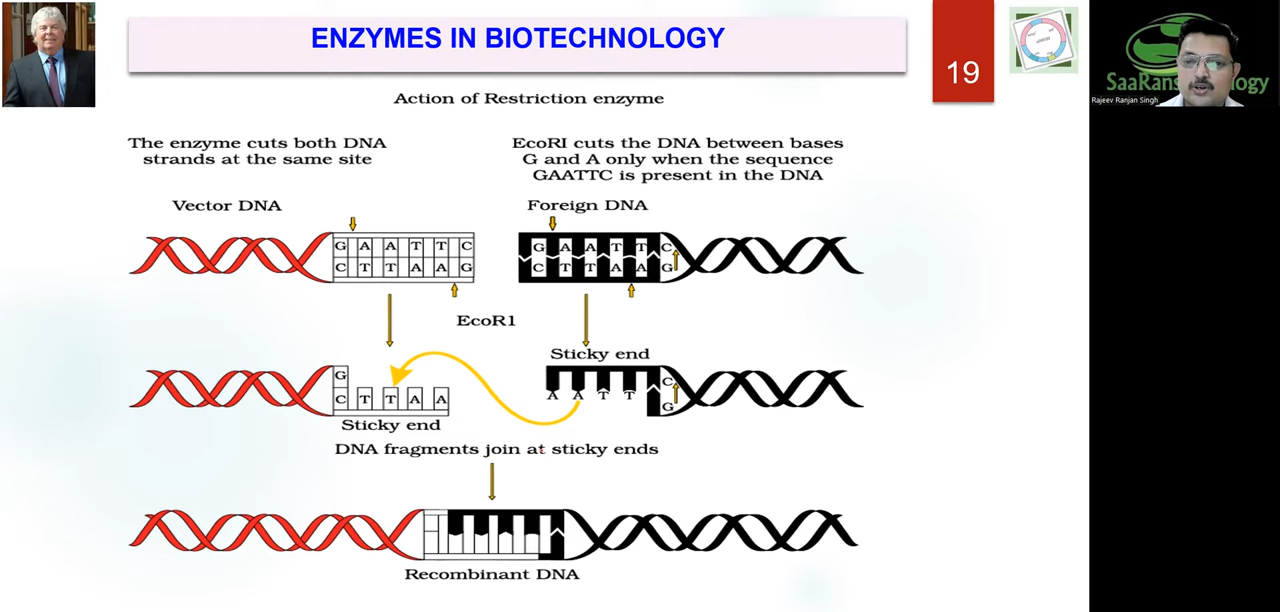 ENZYMES IN BIOTECHNOLOGY
19
SaaRans
gy
Rajeev Ranjan Singh
Action of Restriction enzyme
The enzyme cuts both DNA
strands at the same site
EcoRI cuts the DNA between bases
G and A only when the sequence
GAATTC is present in the DNA
Vector DNA
Foreign DNA
G A A T T C
C T T A A G
G A A T T C
C T T A A G
EcoR1
Sticky end
G
C T T A A
C
A A T T
G
Sticky end
DNA fragments join at sticky ends
Recombinant DNA